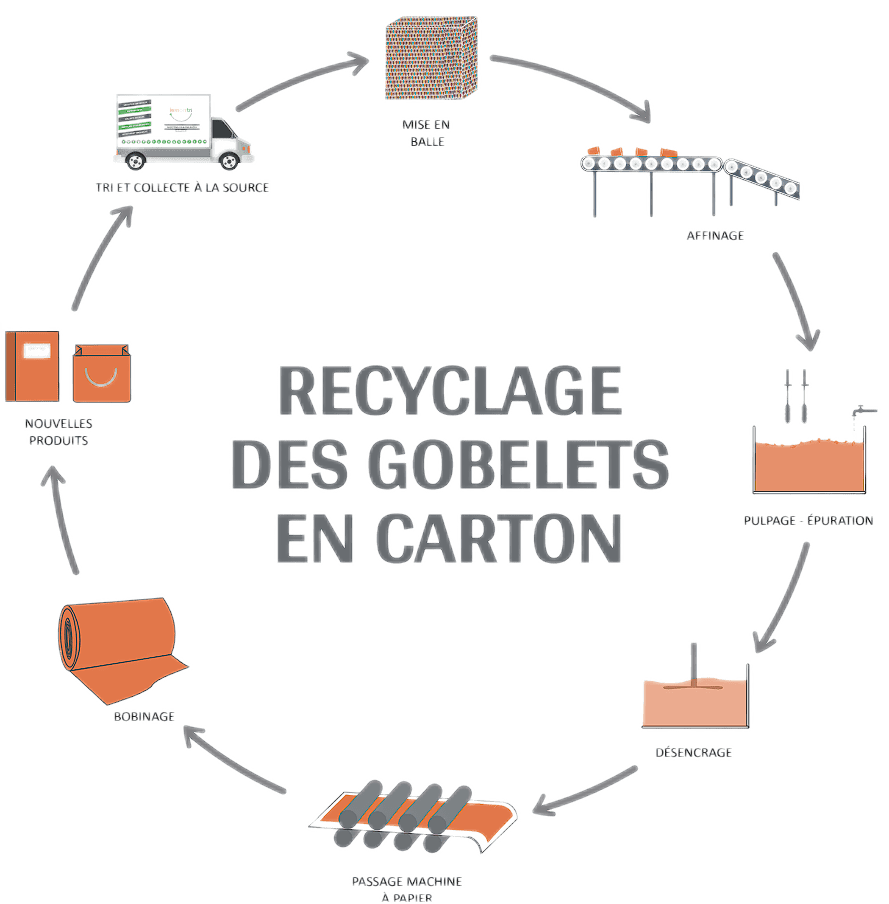 MISE EN
BALLE
TRI ET COLLECTE À LA SOURCE
AFFINAGE
NOUVELLES
PRODUITS
RECYCLAGE
DES GOBELETS
EN CARTON
PULPAGE - ÉPURATION
BOBINAGE
DÉSENCRAGE
PASSAGE MACHINE
À PAPIER